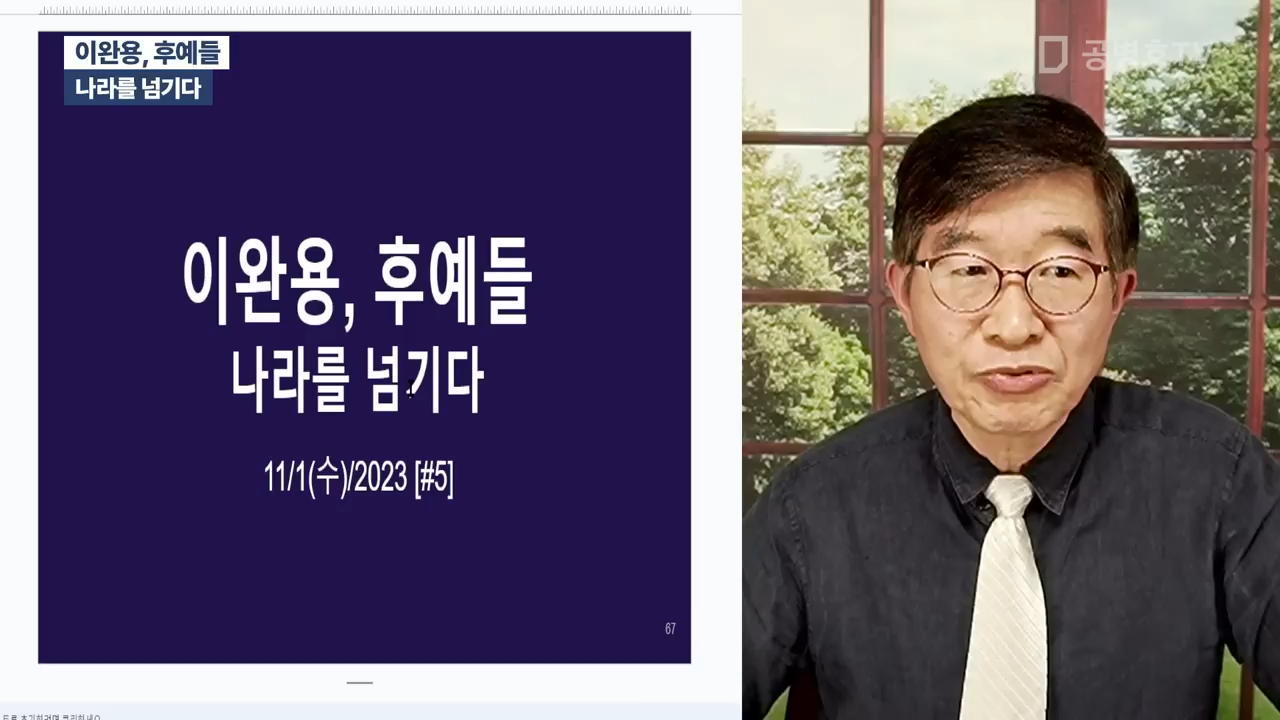 이완용, 후예들
나라를 넘기다
공병호TV
이완용, 후예들
나라를 넘기다
11/1(수)/2023 [#5]
67